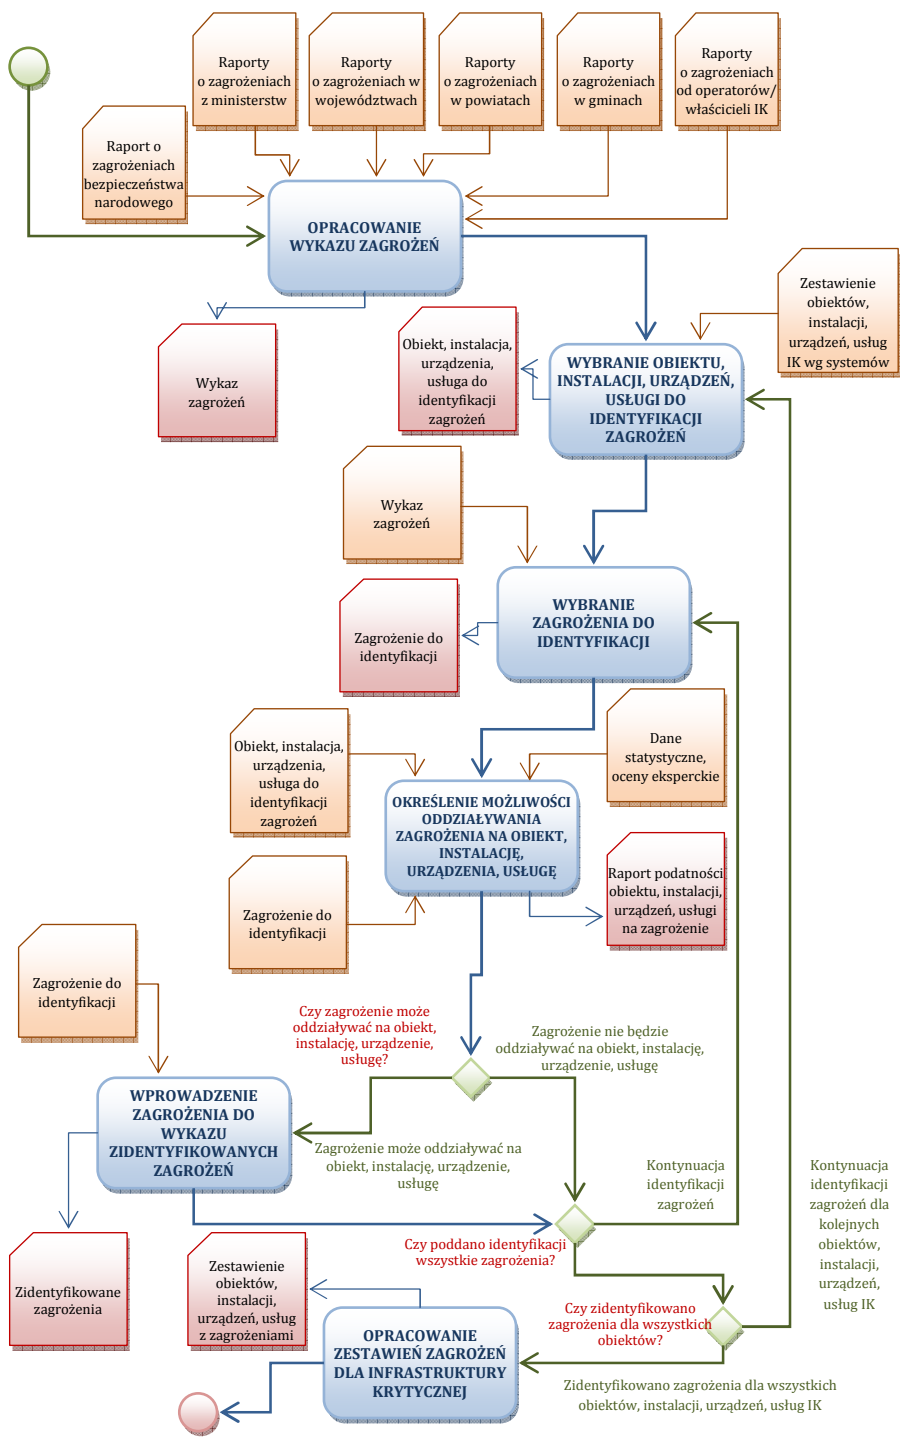 Raporty
o zagrożeniach
z ministerstw
Raporty
o zagrożeniach w
województwach
Raporty
o zagrożeniach
w powiatach
Raporty
o zagrożeniach
w gminach
Raporty
o zagrożeniach
od operatorów/
właścicieli IK
Raport o
zagrożeniach
bezpieczeństwa
narodowego
OPRACOWANIE
WYKAZU ZAGROŻEŃ
Zestawienie
obiektów,
instalacji,
urządzeń, usług
IK wg systemów
Wykaz
zagrożeń
Obiekt, instalacja,
urządzenia,
usługa do
identyfikacji
zagrożeń
WYBRANIE OBIEKTU,
INSTALACJI, URZĄDZEŃ,
USŁUGI DO
IDENTYFIKACJI
ZAGROŻEŃ
Wykaz
zagrożeń
WYBRANIE
ZAGROŻENIA DO
IDENTYFIKACJI
Zagrożenie do
identyfikacji
Obiekt, instalacja,
urządzenia,
usługa do
identyfikacji
zagrożeń
Dane
statystyczne,
oceny eksperckie
OKREŚLENIE MOŻLIWOŚCI
ODDZIAŁYWANIA
ZAGROŻENIA NA OBIEKT,
INSTALACJĘ,
URZĄDZENIA, USŁUGĘ
Zagrożenie do
identyfikacji
Raport podatności
obiektu, instalacji,
urządzeń, usługi
na zagrożenie
Zagrożenie do
identyfikacji
Czy zagrożenie może
oddziaływać na obiekt,
instalację, urządzenie,
usługę?
Zagrożenie nie będzie
oddziaływać na obiekt, instalację,
urządzenie, usługę
WPROWADZENIE
ZAGROŻENIA DO
WYKAZU
ZIDENTYFIKOWANYCH
ZAGROŻEŃ
Zagrożenie może oddziaływać na
obiekt, instalację, urządzenie,
usługę
Kontynuacja
identyfikacji
zagrożeń
Kontynuacja
identyfikacji
zagrożeń dla
kolejnych
obiektów,
instalacji,
urządzeń,
usług IK
Czy poddano identyfikacji
wszystkie zagrożenia?
Zidentyfikowane
zagrożenia
Zestawienie
obiektów,
instalacji,
urządzeń, usług
z zagrożeniami
Czy zidentyfikowano
zagrożenia dla wszystkich
obiektów?
OPRACOWANIE
ZESTAWIEŃ ZAGROŻEŃ
DLA INFRASTRUKTURY
KRYTYCZNEJ
Zidentyfikowano zagrożenia dla wszystkich
obiektów, instalacji, urządzeń, usług IK